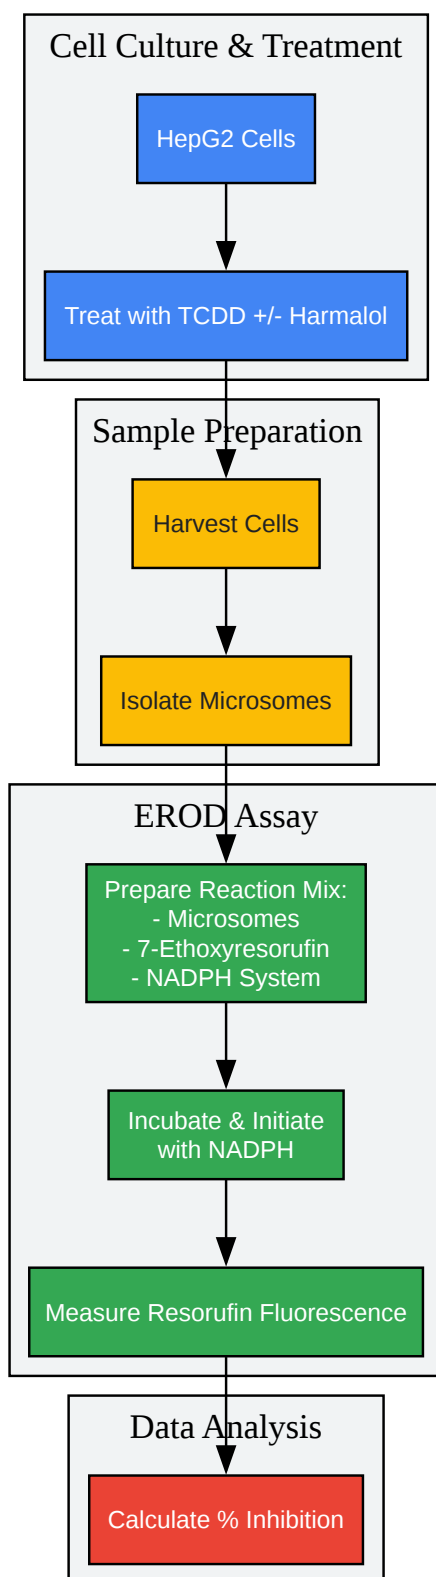 Cell Culture & Treatment
HepG2 Cells
Treat with TCDD +/- Harmalol
Sample Preparation
Harvest Cells
Isolate Microsomes
EROD Assay
Prepare Reaction Mix:
- Microsomes
- 7-Ethoxyresorufin
- NADPH System
Incubate & Initiate
with NADPH
Measure Resorufin Fluorescence
Data Analysis
Calculate % Inhibition